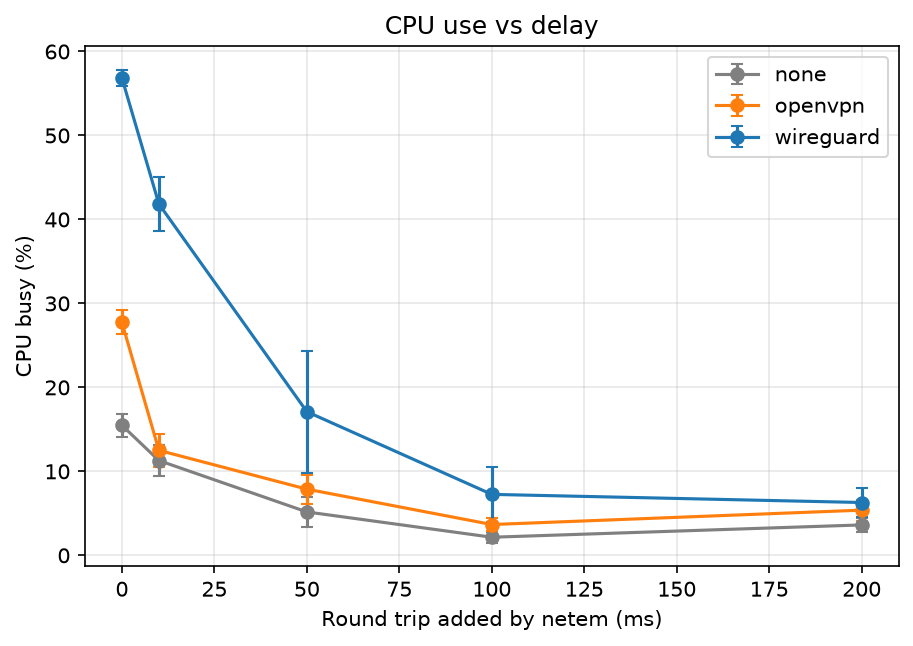 CPU use vs delay
none
openvpn
wireguard
CPU busy (%)
60
50
40
30
20
10
0
0 25 50 75 100 125 150 175 200
Round trip added by netem (ms)